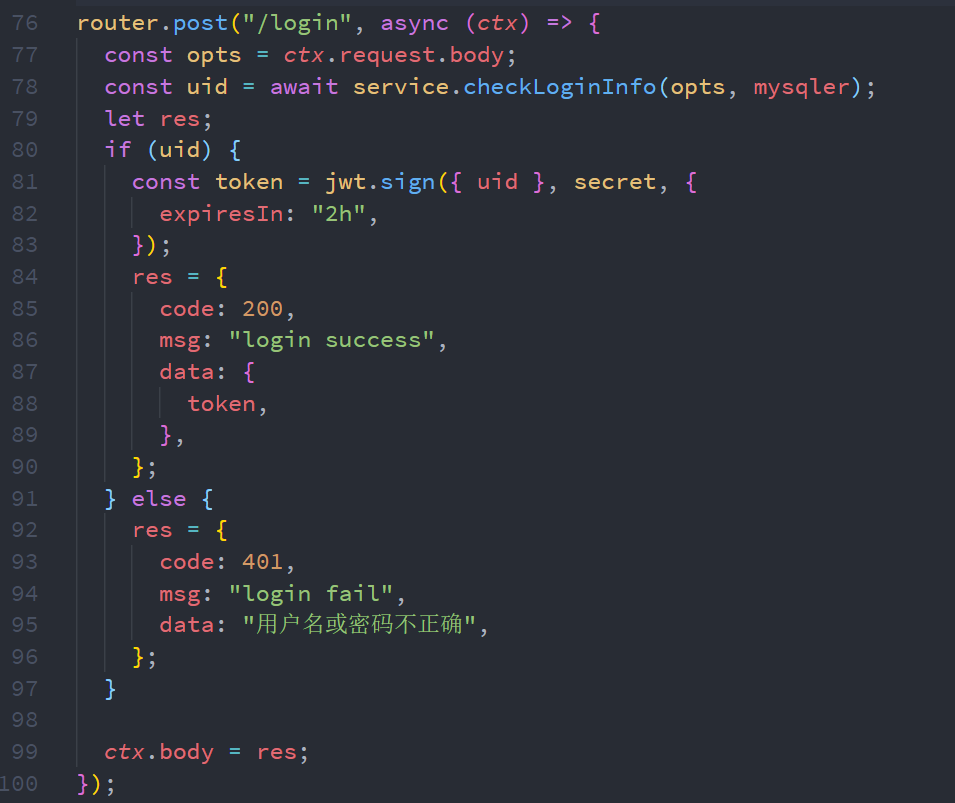 76 router.post("/login", async (ctx) => {
77   const opts = ctx.request.body;
78   const uid = await service.checkLoginInfo(opts, mysqler);
79   let res;
80   if (uid) {
81     const token = jwt.sign({ uid }, secret, {
82       expiresIn: "2h",
83     });
84     res = {
85       code: 200,
86       msg: "login success",
87       data: {
88         token,
89       },
90     };
91   } else {
92     res = {
93       code: 401,
94       msg: "login fail",
95       data: "用户名或密码不正确",
96     };
97   }
98
99   ctx.body = res;
100 });